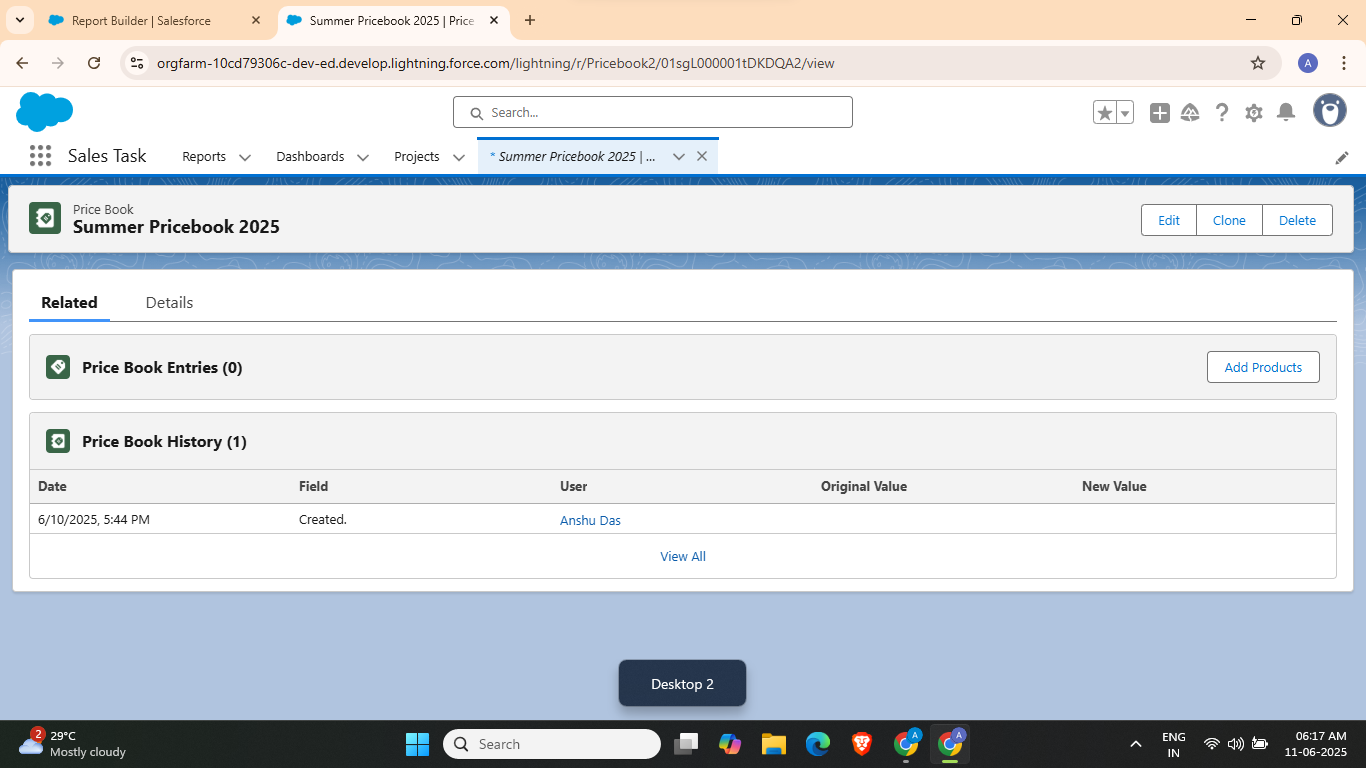 Report Builder | Salesforce
Summer Pricebook 2025 | Price
orgfarm-10cd79306c-dev-ed.develop.lightning.force.com/lightning/r/Pricebook2/01sgL000001tDKDQA2/view
A
Search...
Sales Task
Reports
Dashboards
Projects
* Summer Pricebook 2025 | ...
Price Book
Summer Pricebook 2025
Edit
Clone
Delete
Related
Details
Price Book Entries (0)
Add Products
Price Book History (1)
Date Field User Original Value New Value
6/10/2025, 5:44 PM Created. Anshu Das
View All
Desktop 2
2
29°C
Mostly cloudy
Search
A
A
ENG
IN
06:17 AM
11-06-2025